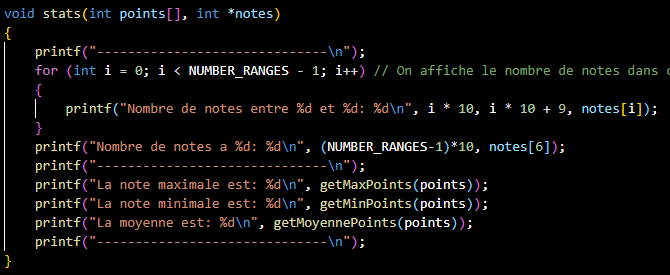 void stats(int points[], int *notes)
{
    printf("------------------------------\n");
    for (int i = 0; i < NUMBER_RANGES - 1; i++) // On affiche le nombre de notes dans
    {
        printf("Nombre de notes entre %d et %d: %d\n", i * 10, i * 10 + 9, notes[i]);
    }
    printf("Nombre de notes a %d: %d\n", (NUMBER_RANGES-1)*10, notes[6]);
    printf("------------------------------\n");
    printf("La note maximale est: %d\n", getMaxPoints(points));
    printf("La note minimale est: %d\n", getMinPoints(points));
    printf("La moyenne est: %d\n", getMoyennePoints(points));
    printf("------------------------------\n");
}